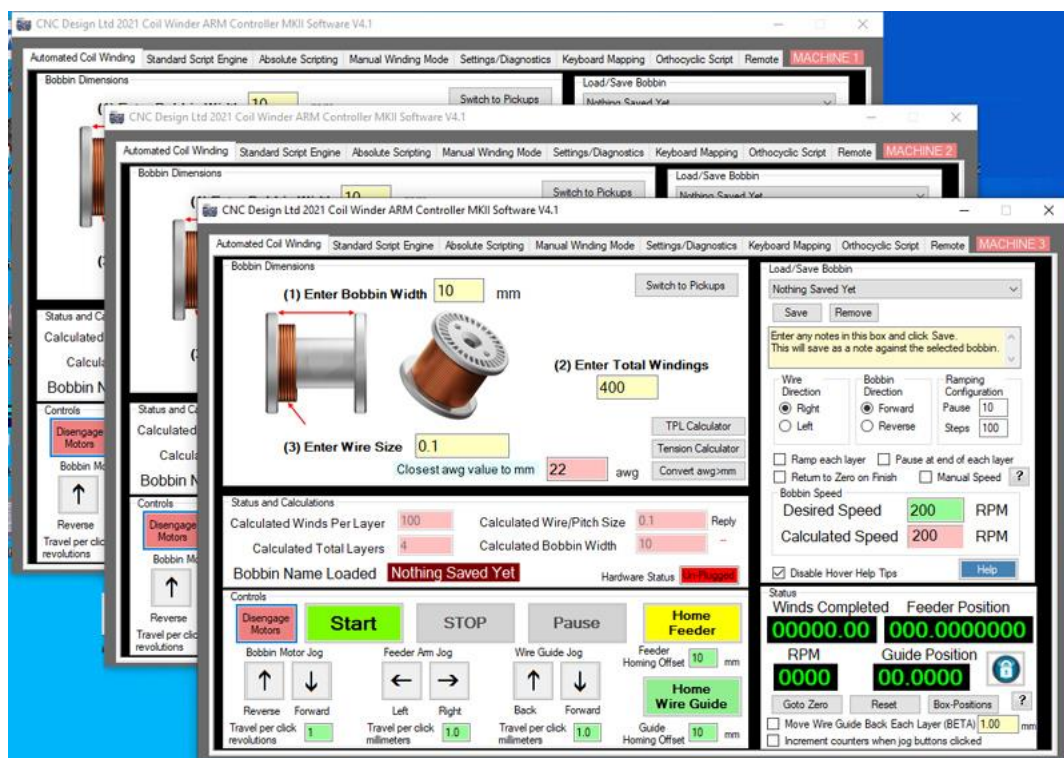 CNC Design Ltd 2021 Coil Winder ARM Controller MKII Software V4.1
Automated Coil Winding Standard Script Engine Absolute Scripting Manual Winding Mode Settings/Diagnostics Keyboard Mapping Orthocyclic Script Remote MACHINE 1
Bobbin Dimensions
Load/Save Bobbin
10
Switch to Pickups
Nothing Saved Yet
Status and
Calculated
Bobbin
Controls
Disengage
Motors
Reverse
Travel per
revolutions
CNC Design Ltd 2021 Coil Winder ARM Controller MKII Software V4.1
Automated Coil Winding Standard Script Engine Absolute Scripting Manual Winding Mode Settings/Diagnostics Keyboard Mapping Orthocyclic Script Remote MACHINE 2
Bobbin Dimensions
Load/Save Bobbin
10
Switch to Pickups
Nothing Saved Yet
Status and
Calculated
Bobbin
Controls
Disengage
Motors
Reverse
Travel per
revolutions
CNC Design Ltd 2021 Coil Winder ARM Controller MKII Software V4.1
Automated Coil Winding Standard Script Engine Absolute Scripting Manual Winding Mode Settings/Diagnostics Keyboard Mapping Orthocyclic Script Remote MACHINE 3
Bobbin Dimensions
(1) Enter Bobbin Width 10 mm
Switch to Pickups
(2) Enter Total Windings
400
(3) Enter Wire Size 0.1
Closest awg value to mm 22 awg
TPL Calculator
Tension Calculator
Convert awg>mm
Load/Save Bobbin
Nothing Saved Yet
Save Remove
Enter any notes in this box and click Save.
This will save as a note against the selected bobbin.
Wire
Direction
Right
Left
Bobbin
Direction
Forward
Reverse
Ramping
Configuration
Pause 10
Steps 100
Ramp each layer Pause at end of each layer
Return to Zero on Finish Manual Speed ?
Bobbin Speed
Desired Speed 200 RPM
Calculated Speed 200 RPM
Disable Hover Help Tips Help
Status and Calculations
Calculated Winds Per Layer 100 Calculated Wire/Pitch Size 0.1 Reply
Calculated Total Layers 4 Calculated Bobbin Width 10 –
Bobbin Name Loaded Nothing Saved Yet Hardware Status Un-Plugged
Controls
Disengage
Motors
Start STOP Pause
Home
Feeder
Bobbin Motor Jog Feeder Arm Jog Wire Guide Jog
Feeder
Homing Offset 10 mm
Reverse Forward Left Right Back Forward
Home
Wire Guide
Travel per click
revolutions 1
Travel per click
millimeters 1.0
Travel per click
millimeters 1.0
Guide
Homing Offset 10 mm
Status
Winds Completed Feeder Position
00000.00 000.0000000
RPM Guide Position
0000 00.0000
Goto Zero Reset Box-Positions ?
Move Wire Guide Back Each Layer (BETA) 1.00 mm
Increment counters when jog buttons clicked